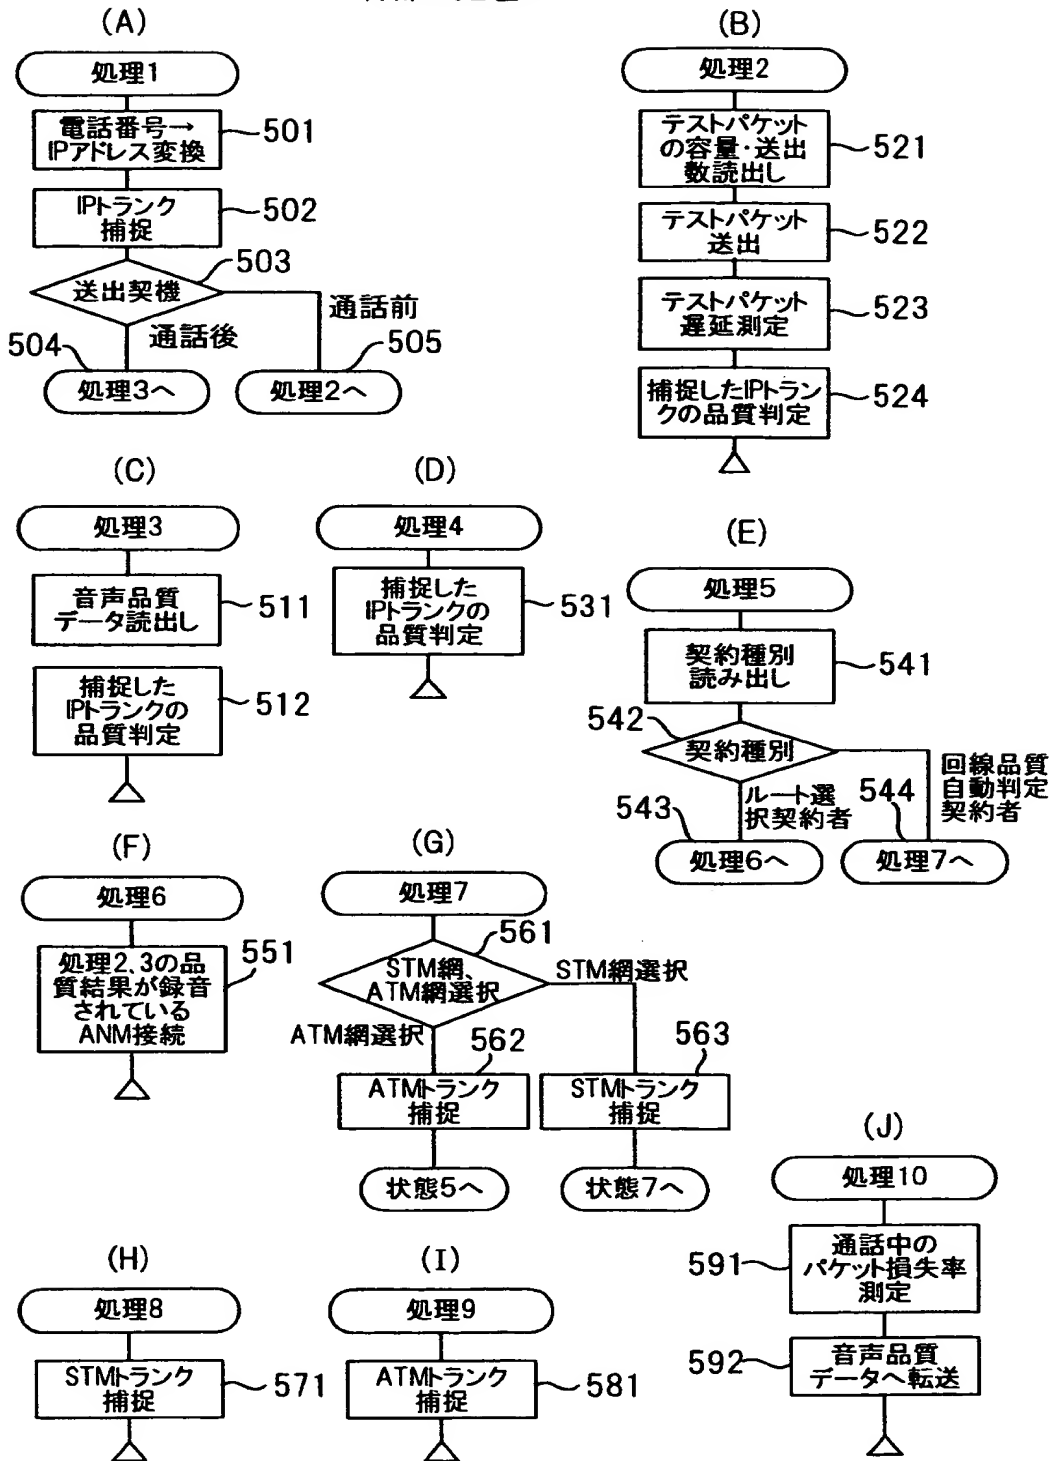 (A)
処理1
電話番号→
IPアドレス変換
501
IPトランク
捕捉
502
503
送出契機
通話前
通話後
504
505
処理3へ
処理2へ
(B)
処理2
テストパケット
の容量・送出
数読出し
521
テストパケット
送出
522
テストパケット
遅延測定
523
捕捉したIPトラン
クの品質判定
524
(C)
処理3
音声品質
データ読出し
511
捕捉した
IPトランクの
品質判定
512
(D)
処理4
捕捉した
IPトランクの
品質判定
531
(E)
処理5
契約種別
読み出し
541
542
契約種別
ルート選
択契約者
回線品質
自動判定
契約者
543
544
処理6へ
処理7へ
(F)
処理6
処理2、3の品
質結果が録音
されている
ANM接続
551
(G)
処理7
561
STM網、
ATM網選択
STM網選択
ATM網選択
562
563
ATMトランク
捕捉
STMトランク
捕捉
状態5へ
状態7へ
(H)
処理8
STMトランク
捕捉
571
(I)
処理9
ATMトランク
捕捉
581
(J)
処理10
591
通話中の
パケット損失率
測定
592
音声品質
データへ転送